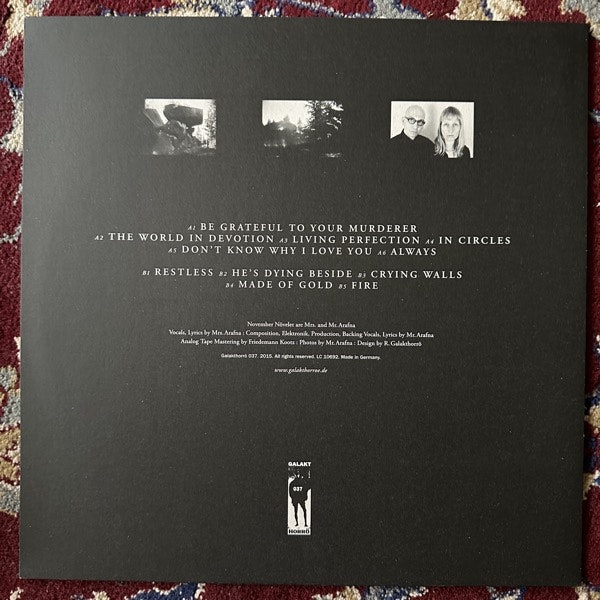 A1 BE GRATEFUL TO YOUR MURDERER
A2 THE WORLD IN DEVOTION A3 LIVING PERFECTION A4 IN CIRCLES
A5 DON'T KNOW WHY I LOVE YOU A6 ALWAYS
B1 RESTLESS B2 HE'S DYING BESIDE B3 CRYING WALLS
B4 MADE OF GOLD B5 FIRE
November Növelet are Mrs. and Mr. Arafna
Vocals, Lyrics by Mrs. Arafna : Composition, Elektronik, Production, Backing Vocals, Lyrics by Mr. Arafna
Analog Tape Mastering by Friedemann Kootz : Photos by Mr. Arafna : Design by R. Galakthorrö
Galakthorrö 037. 2015. All rights reserved. LC 10692. Made in Germany.
www.galakthorroe.de
GALAKT
037
HORRÖ